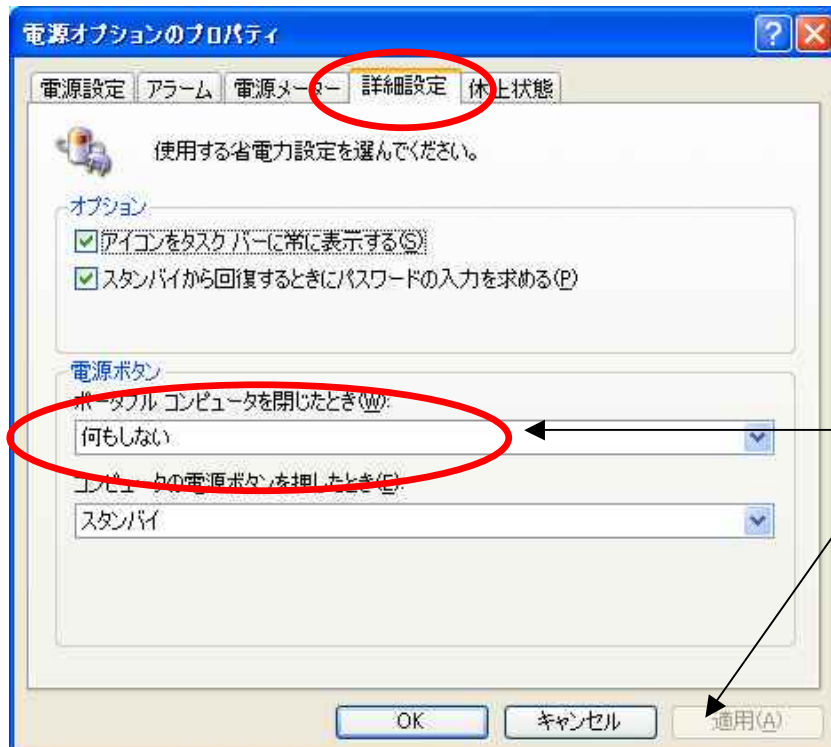 電源オプションのプロパティ
電源設定 アラーム 電源メーター 詳細設定 休止状態
使用する省電力設定を選んでください。
オプション
アイコンをタスク バーに常に表示する(S)
スタンバイから回復するときにパスワードの入力を求める(P)
電源ボタン
ポータブル コンピュータを閉じたとき(W):
何もしない
コンピュータの電源ボタンを押したとき(E):
スタンバイ
OK キャンセル 適用(A)